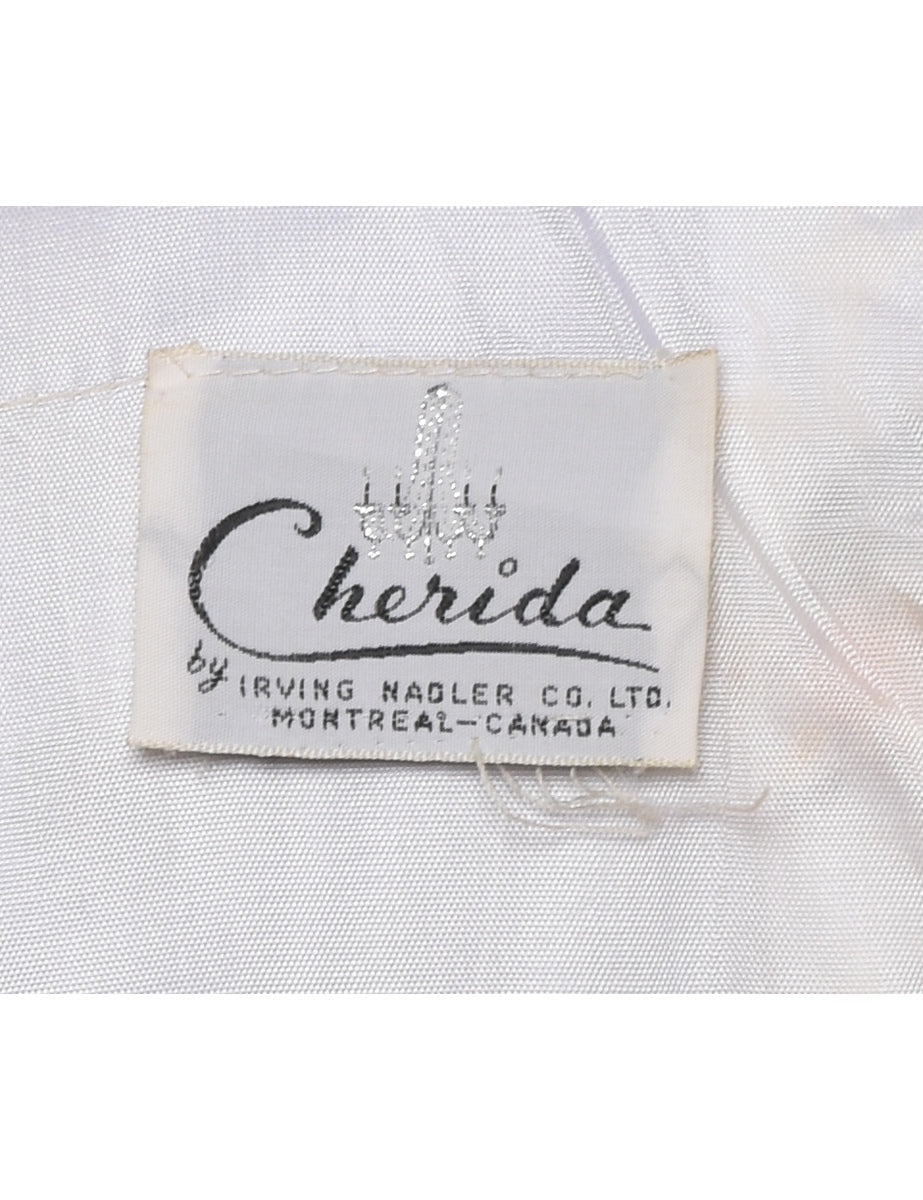 Cherida
by IRVING NADLER CO. LTD.
MONTREAL-CANADA